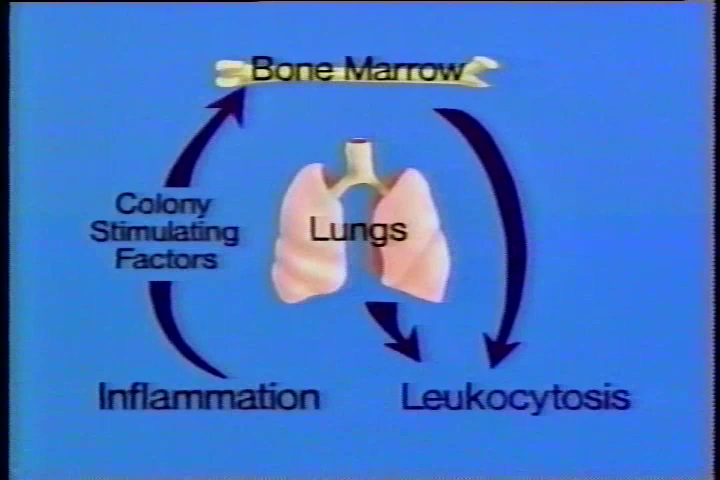 Bone Marrow
Colony
Stimulating
Factors
Lungs
Inflammation
Leukocytosis